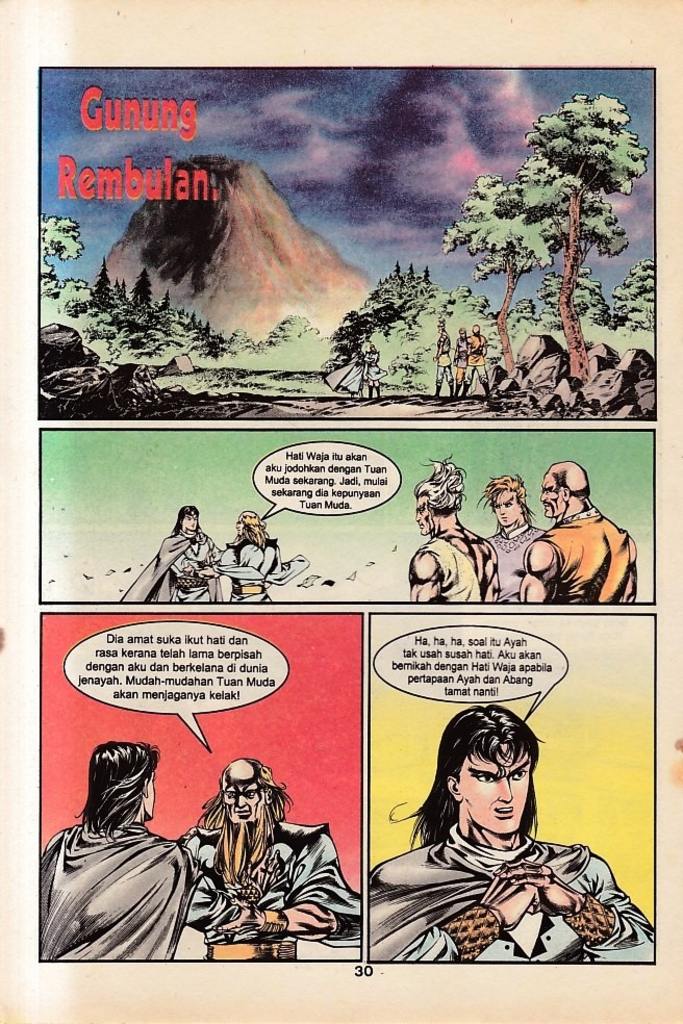 Gunung
Rembulan.
Hati Waja itu akan
aku jodohkan dengan Tuan
Muda sekarang. Jadi, mulai
sekarang dia kepunyaan
Tuan Muda.
Dia amat suka ikut hati dan
rasa kerana telah lama berpisah
dengan aku dan berkelana di dunia
jenayah. Mudah-mudahan Tuan Muda
akan menjaganya kelak!
Ha, ha, ha, soal itu Ayah
tak usah susah hati. Aku akan
bernikah dengan Hati Waja apabila
pertapaan Ayah dan Abang
tamat nanti!
30